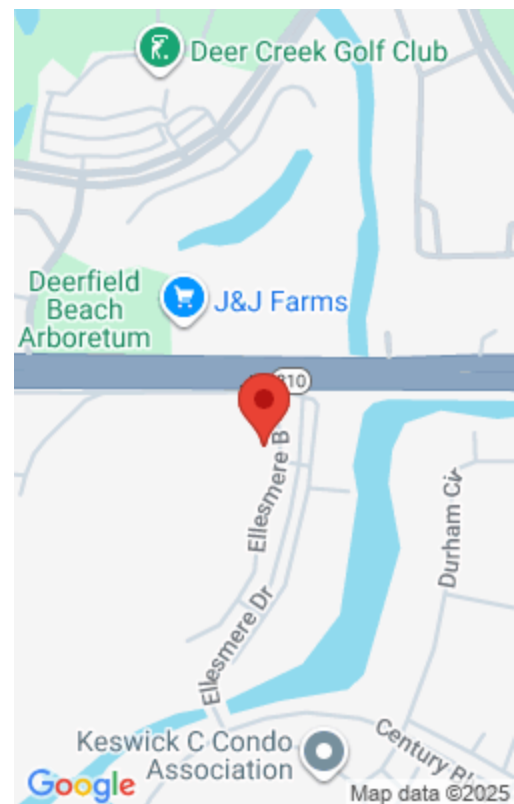 Deer Creek Golf Club
Deerfield
Beach
Arboretum
J&J Farms
Ellesmere B
Durham Cir
Ellesmere Dr
Keswick C Condo
Association
Century
Google
Map data ©2025